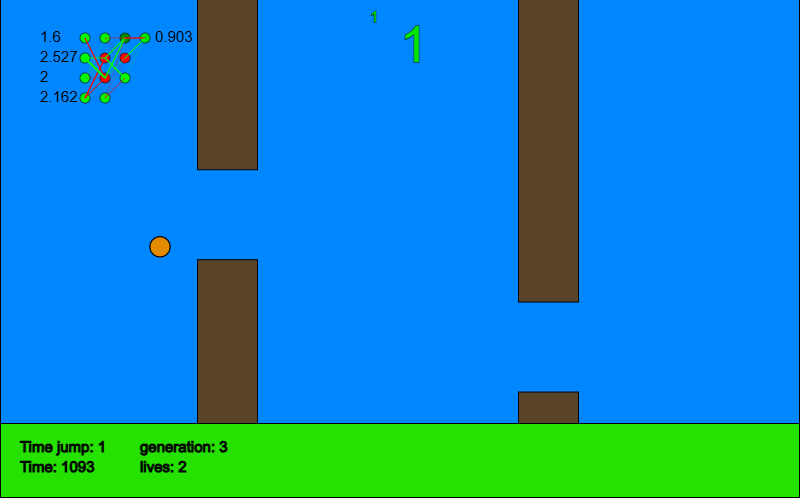 1
1
1.6
0.903
2.527
2
2.162
Time jump: 1
generation: 3
Time: 1093
lives: 2